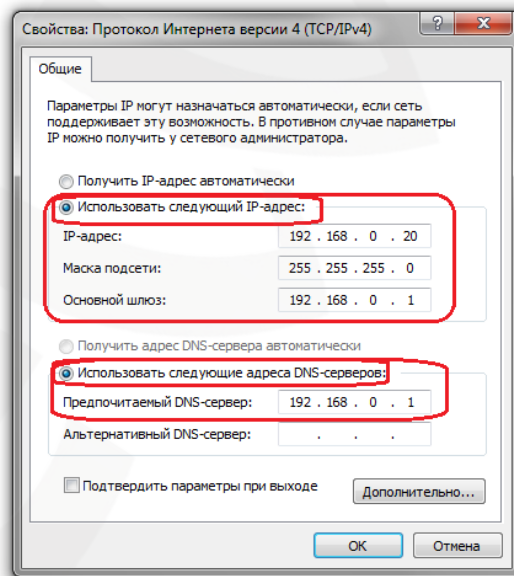 Свойства: Протокол Интернета версии 4 (TCP/IPv4)
Общие
Параметры IP могут назначаться автоматически, если сеть
поддерживает эту возможность. В противном случае параметры
IP можно получить у сетевого администратора.
Получить IP-адрес автоматически
Использовать следующий IP-адрес:
IP-адрес: 192 . 168 . 0 . 20
Маска подсети: 255 . 255 . 255 . 0
Основной шлюз: 192 . 168 . 0 . 1
Получить адрес DNS-сервера автоматически
Использовать следующие адреса DNS-серверов:
Предпочитаемый DNS-сервер: 192 . 168 . 0 . 1
Альтернативный DNS-сервер: . . .
Подтвердить параметры при выходе
Дополнительно...
OK Отмена